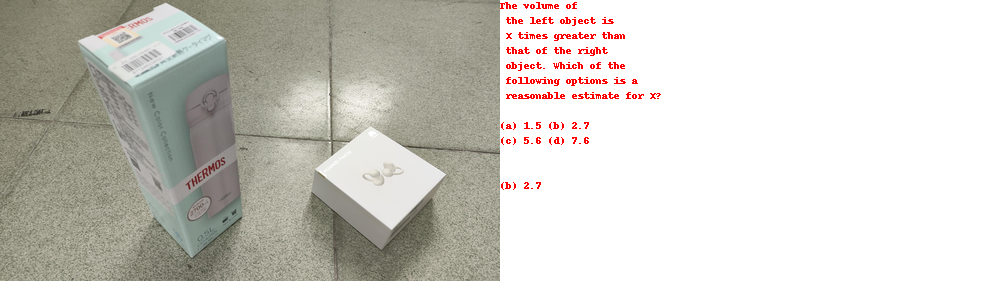 THERMOS
New Color Collection
THERMOS
0.5L
The volume of
the left object is
X times greater than
that of the right
object. Which of the
following options is a
reasonable estimate for X?
(a) 1.5 (b) 2.7
(c) 5.6 (d) 7.6
(b) 2.7